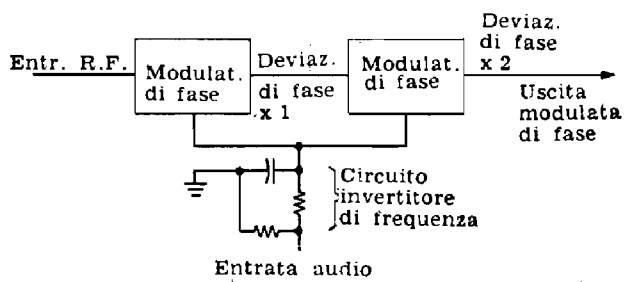 Deviaz.
di fase
x 2
Entr. R.F.
Modulat.
di fase
Deviaz.
di fase
x 1
Modulat.
di fase
Uscita
modulata
di fase
Circuito
invertitore
di frequenza
Entrata audio